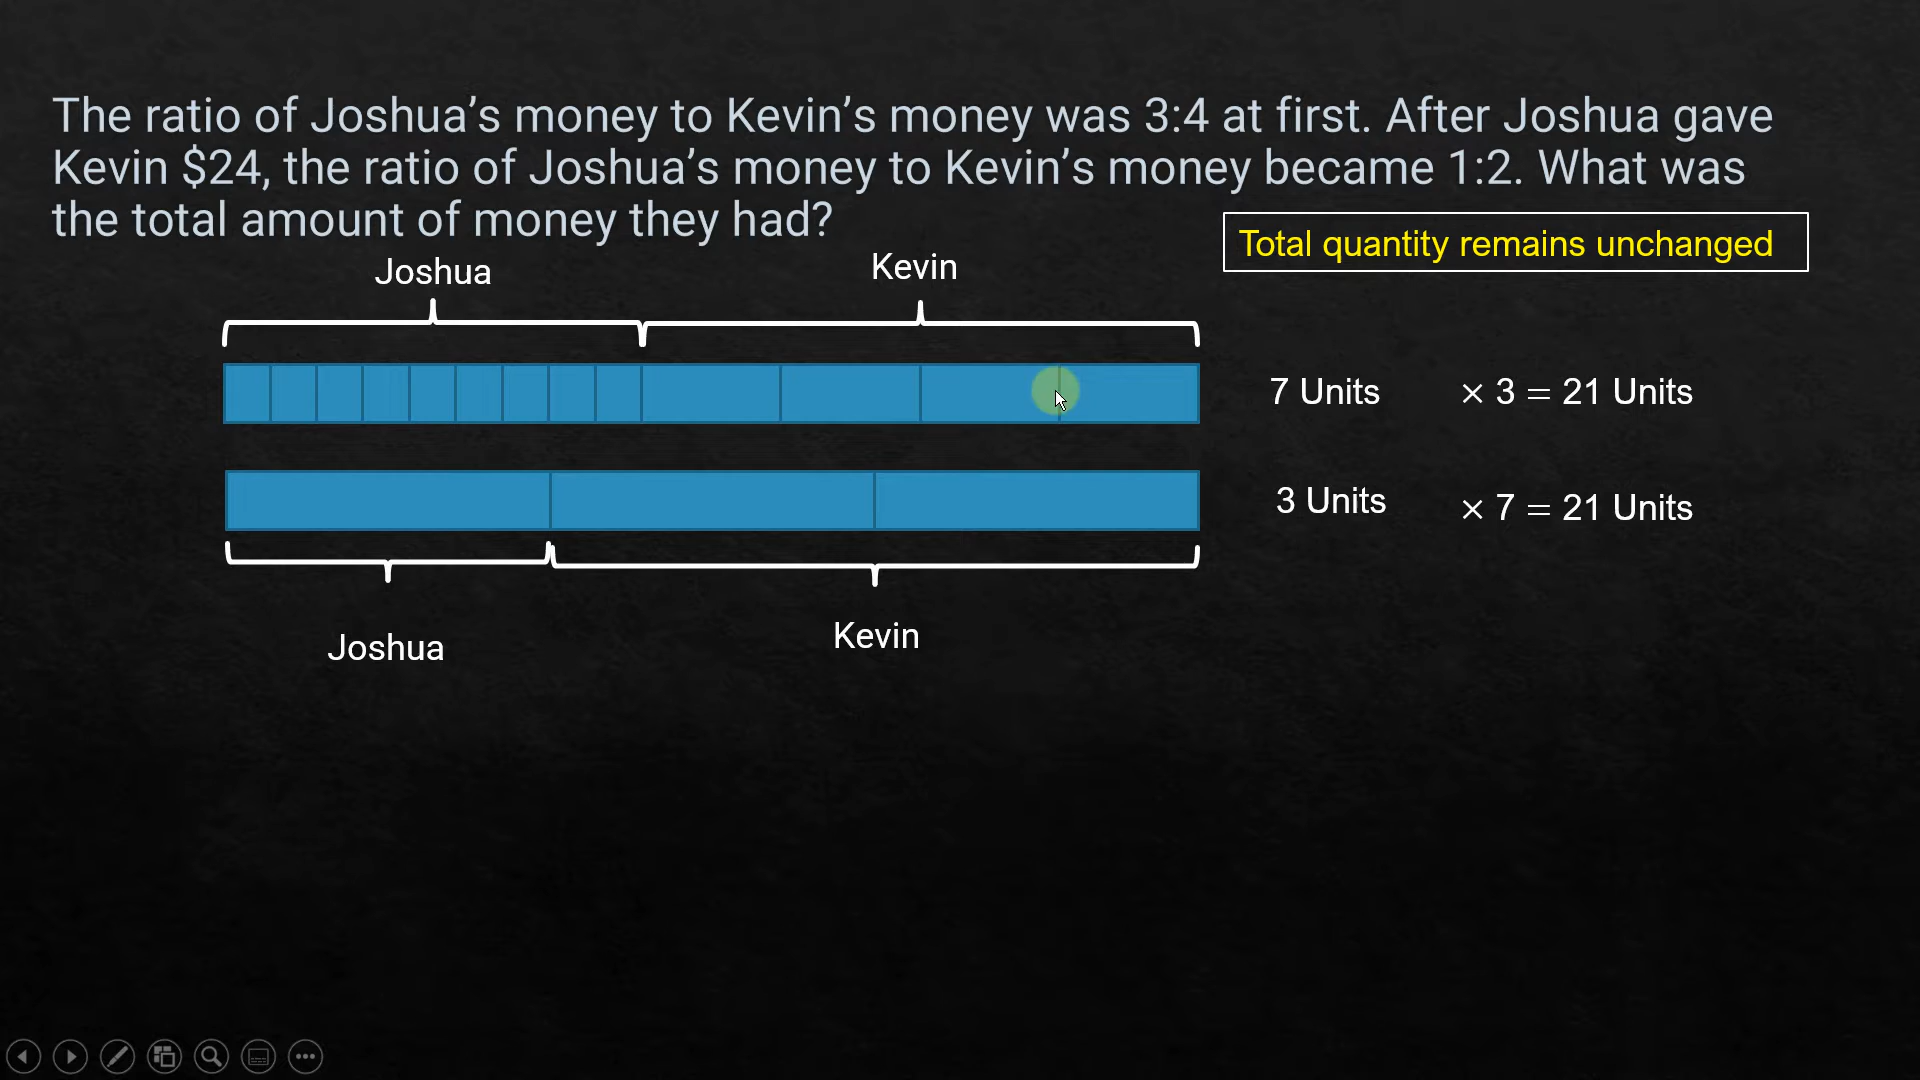 The ratio of Joshua’s money to Kevin’s money was 3:4 at first. After Joshua gave
Kevin $24, the ratio of Joshua’s money to Kevin’s money became 1:2. What was
the total amount of money they had?
Total quantity remains unchanged
Joshua
Kevin
7 Units × 3 = 21 Units
3 Units × 7 = 21 Units
Joshua
Kevin